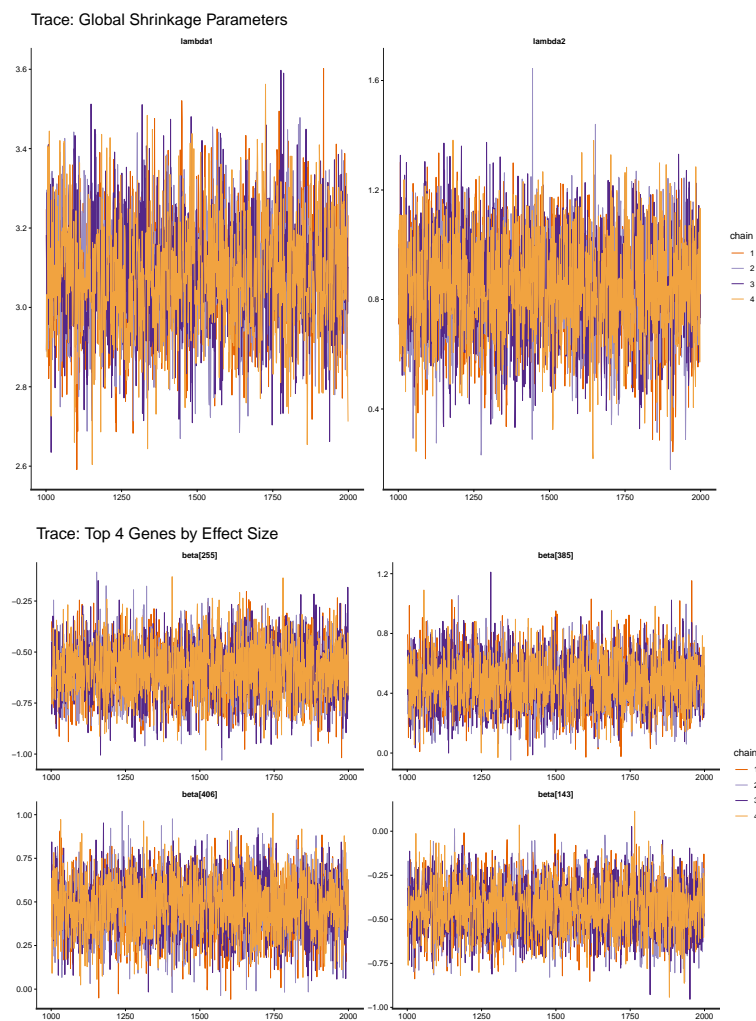 Trace: Global Shrinkage Parameters
lambda1
lambda2
3.6
3.4
3.2
3.0
2.8
2.6
1.6
1.2
0.8
0.4
1000 1250 1500 1750 2000
1000 1250 1500 1750 2000
chain
1
2
3
4
Trace: Top 4 Genes by Effect Size
beta[255]
beta[385]
−0.25
−0.50
−0.75
−1.00
1.2
0.8
0.4
0.0
1000 1250 1500 1750 2000
1000 1250 1500 1750 2000
beta[406]
beta[143]
1.00
0.75
0.50
0.25
0.00
0.00
−0.25
−0.50
−0.75
−1.00
1000 1250 1500 1750 2000
1000 1250 1500 1750 2000
chain